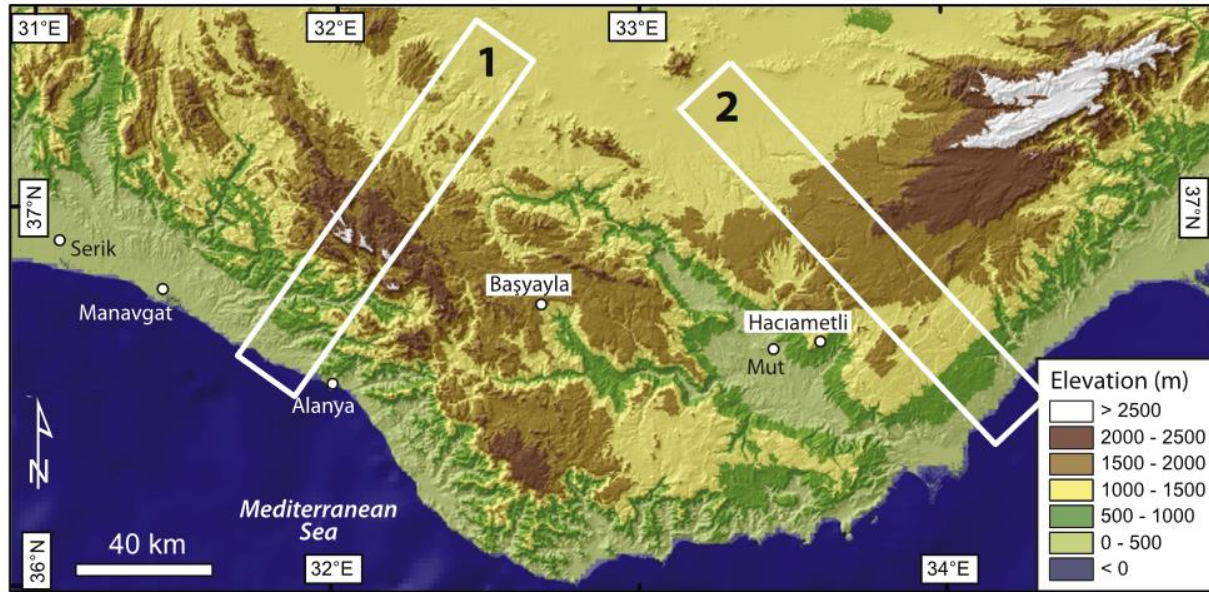 31°E
32°E
33°E
1
2
37°N
37°N
Serik
Manavgat
Başyayla
Hacıametli
Mut
Alanya
Elevation (m)
> 2500
2000 - 2500
1500 - 2000
1000 - 1500
500 - 1000
0 - 500
< 0
N
Mediterranean
Sea
40 km
36°N
32°E
34°E